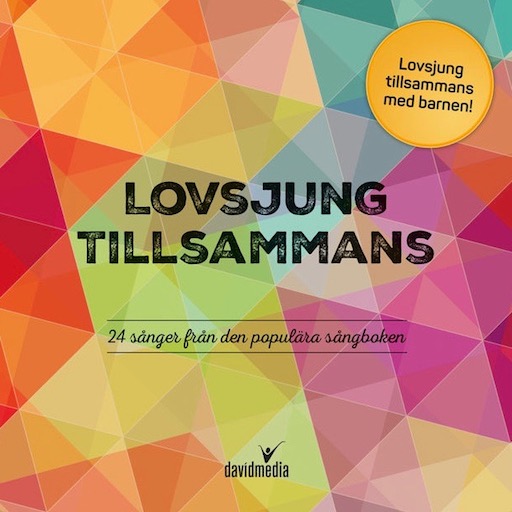 Lovsjung
tillsammans
med barnen!
LOVSJUNG
TILLSAMMANS
24 sånger från den populära sångboken
davidmedia